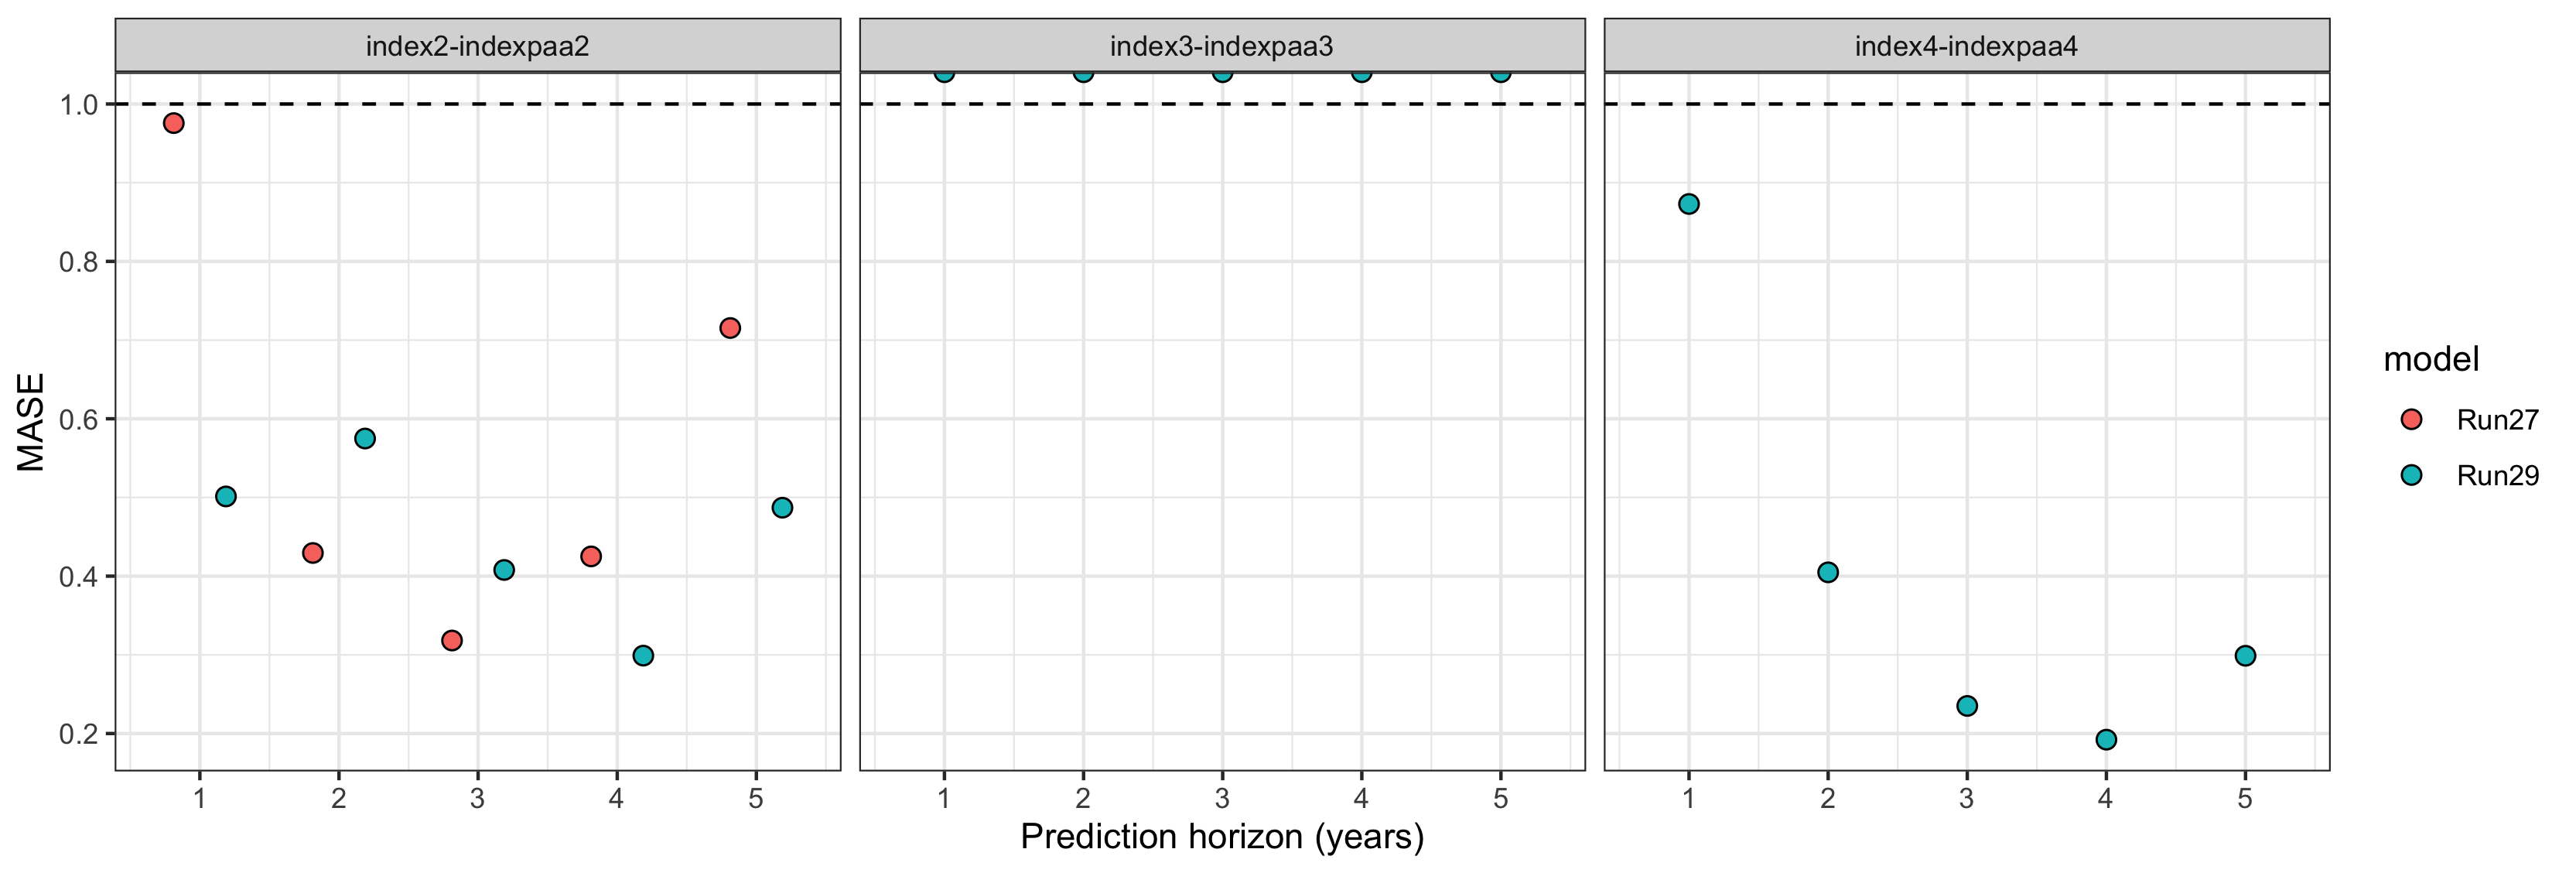 index2-indexpaa2
index3-indexpaa3
index4-indexpaa4
MASE
1.0
0.8
0.6
0.4
0.2
1 2 3 4 5
1 2 3 4 5
1 2 3 4 5
Prediction horizon (years)
model
Run27
Run29